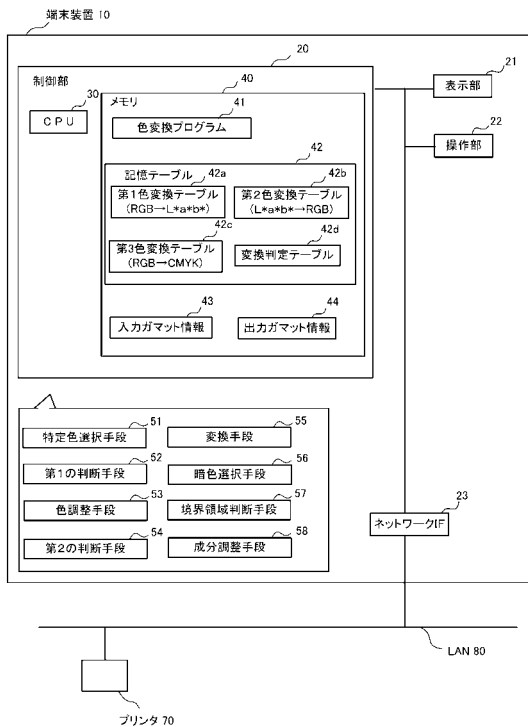 端末装置 10
20
制御部
40
メモリ
30
CPU
41
色変換プログラム
42
記憶テーブル
42a
第1色変換テーブル
(RGB→L*a*b*)
42b
第2色変換テーブル
(L*a*b*→RGB)
42c
第3色変換テーブル
(RGB→CMYK)
42d
変換判定テーブル
43
入力ガマット情報
44
出力ガマット情報
21
表示部
22
操作部
51
特定色選択手段
52
第1の判断手段
53
色調整手段
54
第2の判断手段
55
変換手段
56
暗色選択手段
57
境界領域判断手段
58
成分調整手段
23
ネットワークIF
LAN 80
プリンタ 70